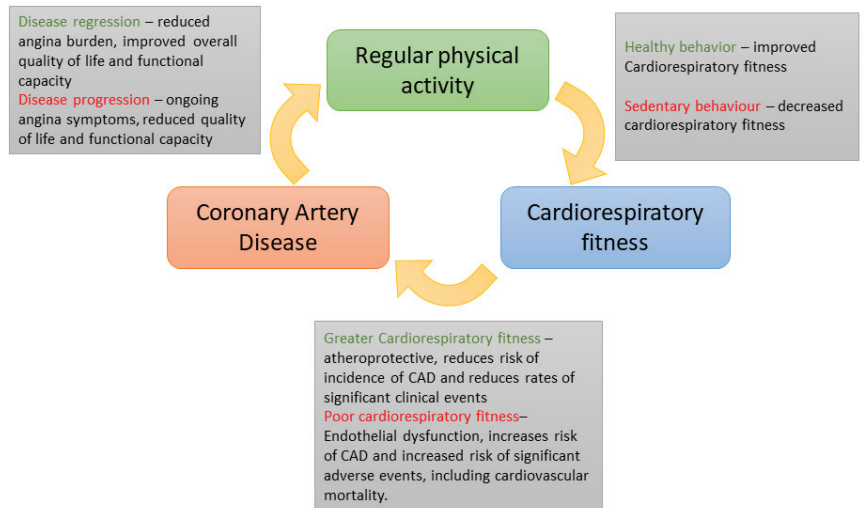 Disease regression – reduced
angina burden, improved overall
quality of life and functional
capacity
Disease progression – ongoing
angina symptoms, reduced quality
of life and functional capacity
Regular physical
activity
Healthy behavior – improved
Cardiorespiratory fitness
Sedentary behaviour – decreased
cardiorespiratory fitness
Coronary Artery
Disease
Cardiorespiratory
fitness
Greater Cardiorespiratory fitness –
atheroprotective, reduces risk of
incidence of CAD and reduces rates of
significant clinical events
Poor cardiorespiratory fitness–
Endothelial dysfunction, increases risk
of CAD and increased risk of significant
adverse events, including cardiovascular
mortality.